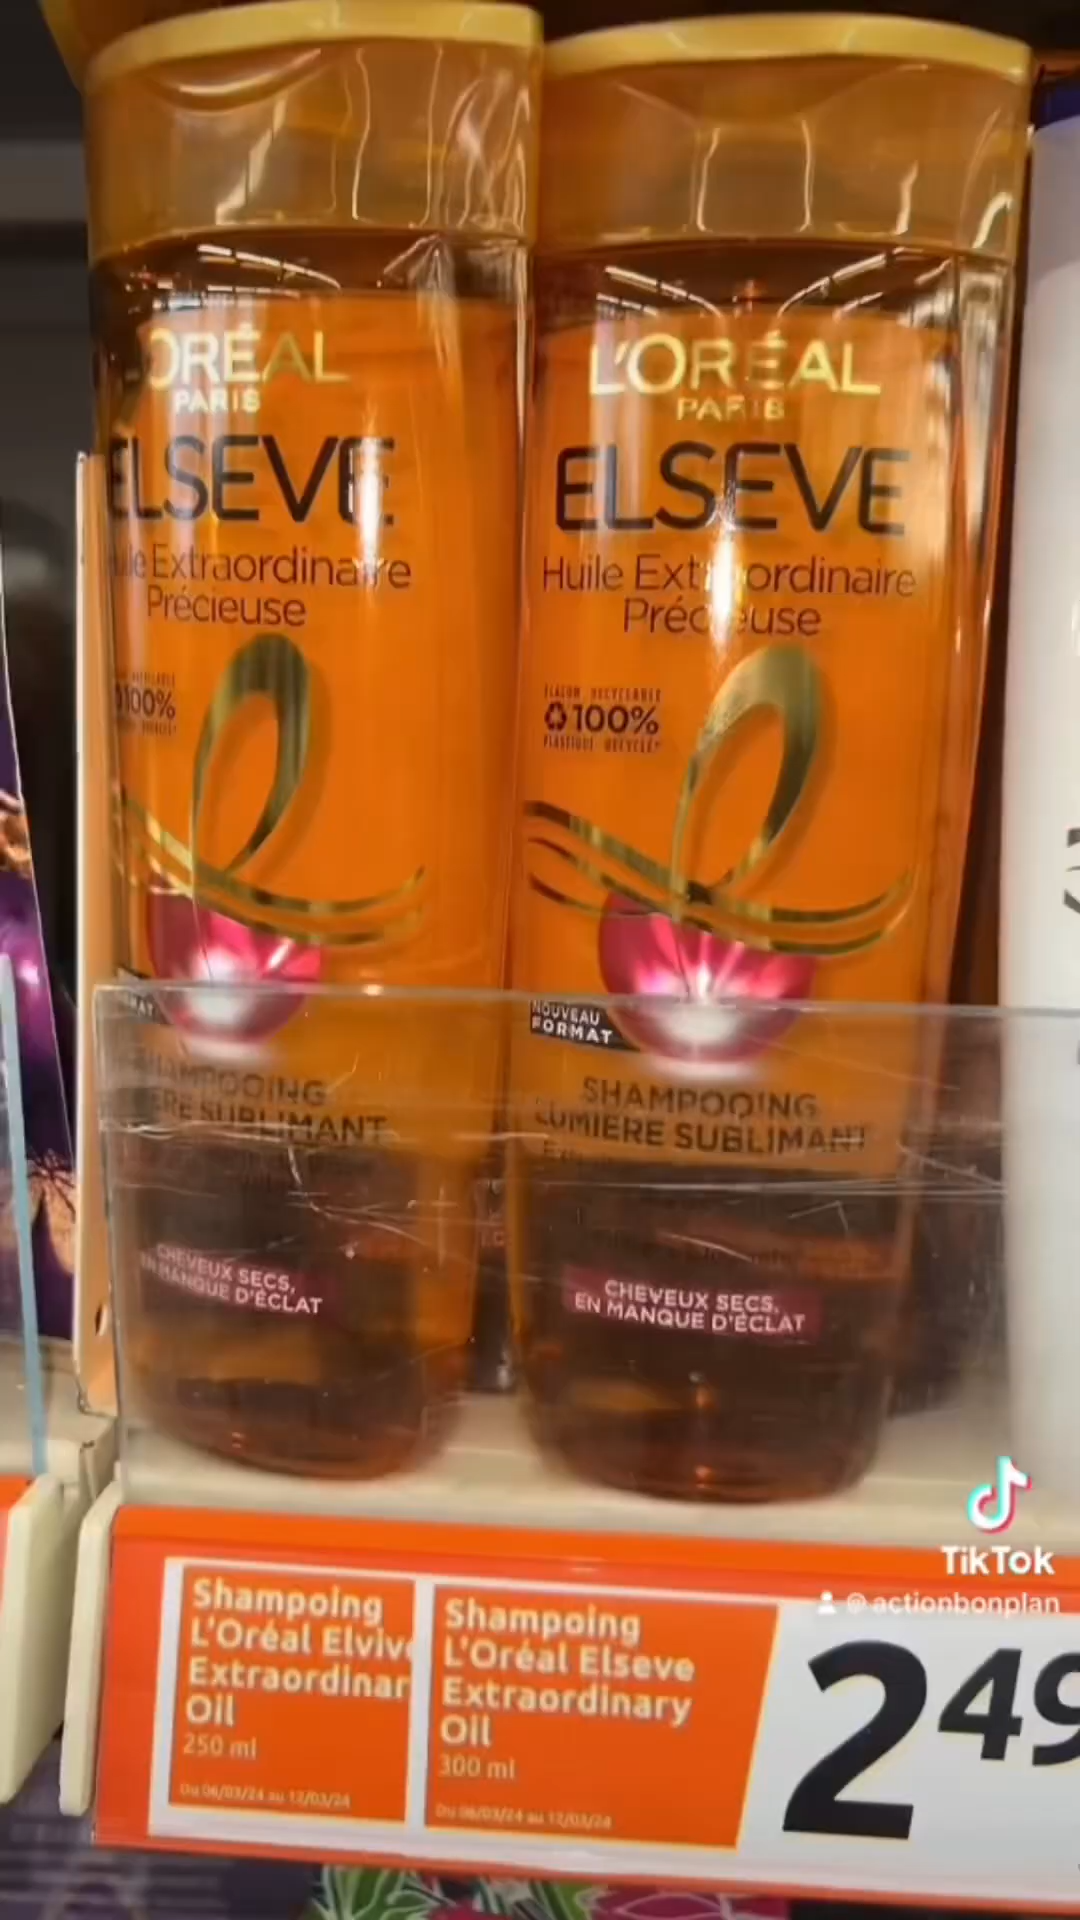 ORÉAL
PARIS
ELSEVE
Extraordinaire
Précieuse
100%
SHAMPOOING
SUBLIMANT
CHEVEUX SECS,
EN MANQUE D'ÉCLAT
L'ORÉAL
PARIS
ELSEVE
Huile Extraordinaire
Précieuse
FLACON RECYCLABLE
100%
PLASTIQUE RECYCLÉ*
NOUVEAU
FORMAT
SHAMPOOING
LUMIÈRE SUBLIMANT
CHEVEUX SECS,
EN MANQUE D'ÉCLAT
TikTok
@actionbonplan
Shampoing
L'Oréal Elvive
Extraordinar
Oil
250 ml
Du 06/03/24 au 12/03/24
Shampoing
L'Oréal Elseve
Extraordinary
Oil
300 ml
Du 06/03/24 au 12/03/24
2 49